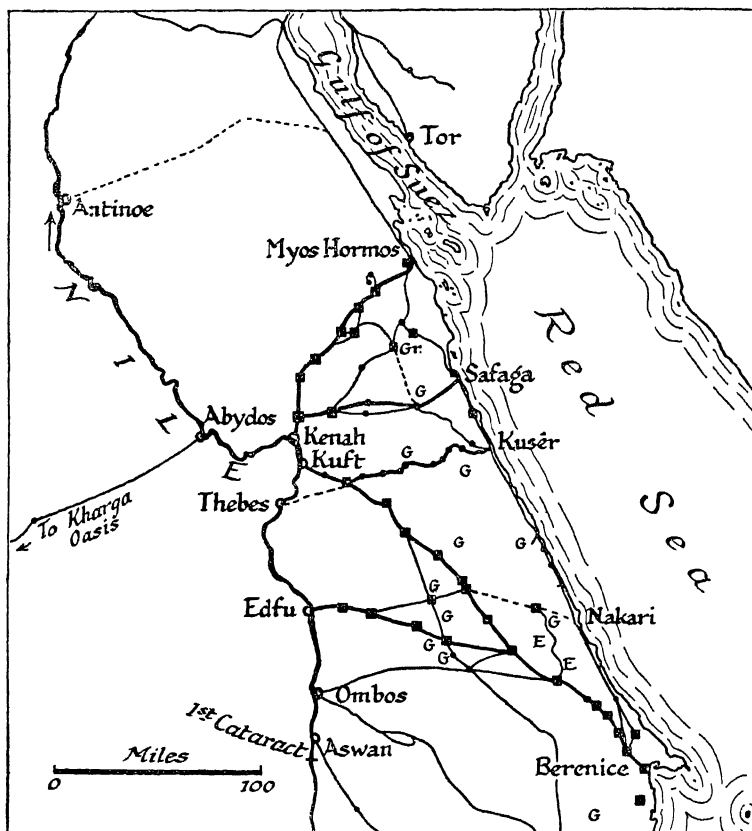 Gulf of Suez
Tor
Antinoe
Myos Hormos
NILE
Red Sea
Gr.
Safaga
G
Abydos
Kenah
Kusêr
Kuft
G
G
Thebes
To Kharga
Oasis
G
G
G
Edfu
G
G
Nakari
G
E
G
E
Ombos
1st Cataract
Aswan
Miles
0 100
Berenice
G